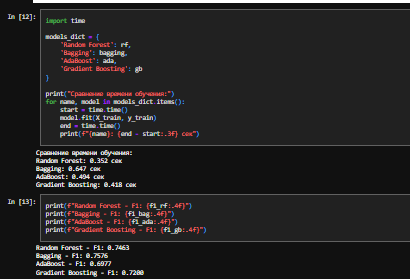 In [12]:
import time
models_dict = {
'Random Forest': rf,
'Bagging': bagging,
'AdaBoost': ada,
'Gradient Boosting': gb
}
print("Сравнение времени обучения:")
for name, model in models_dict.items():
start = time.time()
model.fit(X_train, y_train)
end = time.time()
print(f"{name}: {end - start:.3f} сек")
Сравнение времени обучения:
Random Forest: 0.352 сек
Bagging: 0.647 сек
AdaBoost: 0.494 сек
Gradient Boosting: 0.418 сек
In [13]:
print(f"Random Forest - F1: {f1_rf:.4f}")
print(f"Bagging - F1: {f1_bag:.4f}")
print(f"AdaBoost - F1: {f1_ada:.4f}")
print(f"Gradient Boosting - F1: {f1_gb:.4f}")
Random Forest - F1: 0.7463
Bagging - F1: 0.7576
AdaBoost - F1: 0.6977
Gradient Boosting - F1: 0.7200